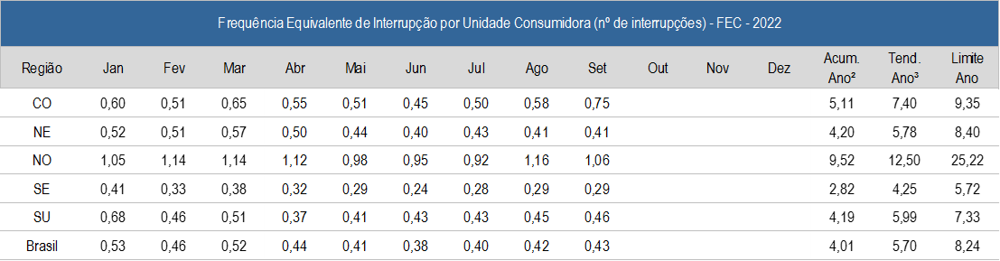 Frequência Equivalente de Interrupção por Unidade Consumidora (nº de interrupções) - FEC - 2022
Região Jan Fev Mar Abr Mai Jun Jul Ago Set Out Nov Dez Acum. Ano² Tend. Ano³ Limite Ano
CO 0,60 0,51 0,65 0,55 0,51 0,45 0,50 0,58 0,75 5,11 7,40 9,35
NE 0,52 0,51 0,57 0,50 0,44 0,40 0,43 0,41 0,41 4,20 5,78 8,40
NO 1,05 1,14 1,14 1,12 0,98 0,95 0,92 1,16 1,06 9,52 12,50 25,22
SE 0,41 0,33 0,38 0,32 0,29 0,24 0,28 0,29 0,29 2,82 4,25 5,72
SU 0,68 0,46 0,51 0,37 0,41 0,43 0,43 0,45 0,46 4,19 5,99 7,33
Brasil 0,53 0,46 0,52 0,44 0,41 0,38 0,40 0,42 0,43 4,01 5,70 8,24